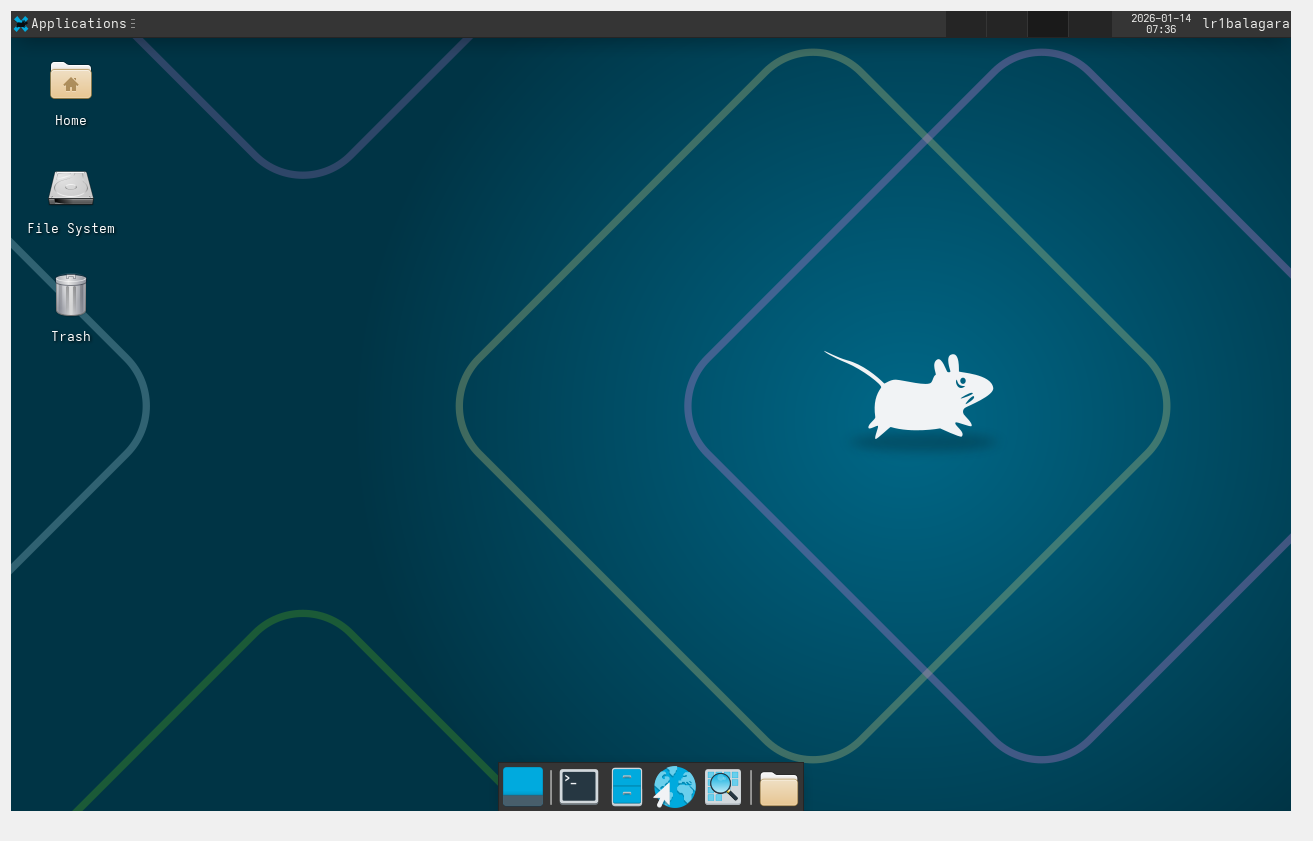 Applications
2026-01-14
07:36
lr1balagara
Home
File System
Trash
>_